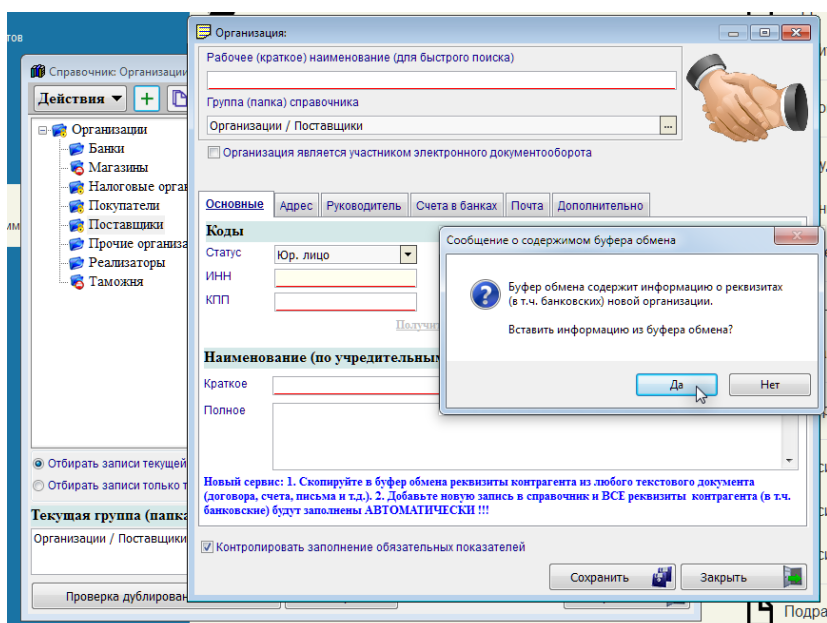 Организация:
Рабочее (краткое) наименование (для быстрого поиска)
Группа (папка) справочника
Организации / Поставщики
...
Организация является участником электронного документооборота
Основные Адрес Руководитель Счета в банках Почта Дополнительно
Коды
Статус Юр. лицо
ИНН
КПП
Наименование (по
Краткое
Полное
Новый сервис: 1. Скопируйте в буфер обмена реквизиты контрагента из любого текстового документа
(договора, счета, письма и т.д.). 2. Добавьте новую запись в справочник и ВСЕ реквизиты контрагента (в т.ч.
банковские) будут заполнены АВТОМАТИЧЕСКИ !!!
Контролировать заполнение обязательных показателей
Сохранить Закрыть
Сообщение о содержимом буфера обмена
Буфер обмена содержит информацию о реквизитах
(в т.ч. банковских) новой организации.
Вставить информацию из буфера обмена?
Да Нет
Справочник: Организации
Действия
Организации
Банки
Магазины
Налоговые орга
Покупатели
Поставщики
Прочие организа
Реализаторы
Таможня
Отбирать записи текущей
Отбирать записи только т
Текущая группа (папка
Организации / Поставщики
Проверка дублирован
тов
Подра